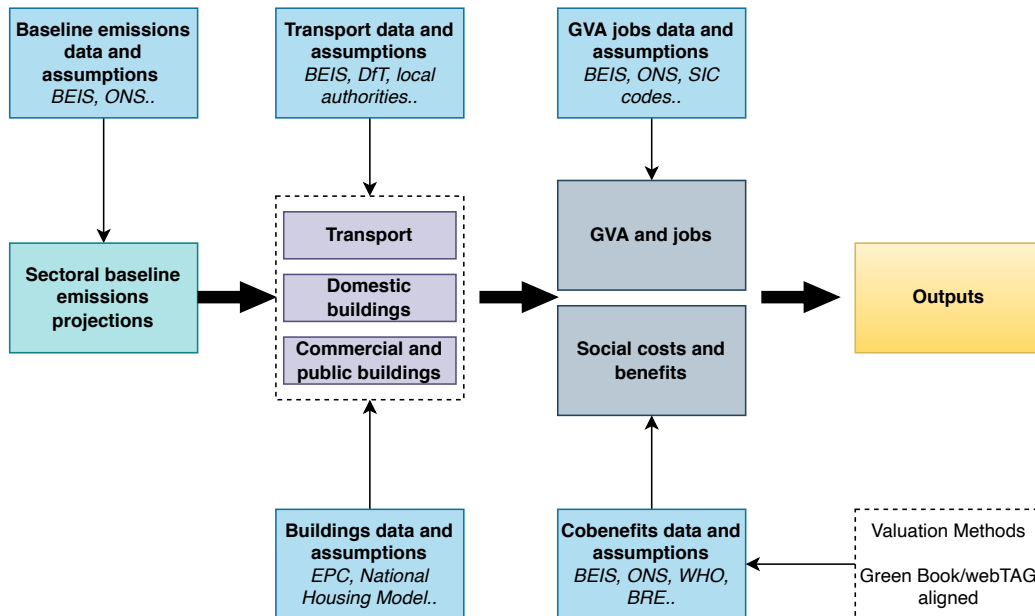 Baseline emissions
data and
assumptions
BEIS, ONS..
Transport data and
assumptions
BEIS, DfT, local
authorities..
GVA jobs data and
assumptions
BEIS, ONS, SIC
codes..
Sectoral baseline
emissions
projections
Transport
Domestic
buildings
Commercial and
public buildings
GVA and jobs
Social costs and
benefits
Outputs
Buildings data and
assumptions
EPC, National
Housing Model..
Cobenefits data and
assumptions
BEIS, ONS, WHO,
BRE..
Valuation Methods
Green Book/webTAG
aligned